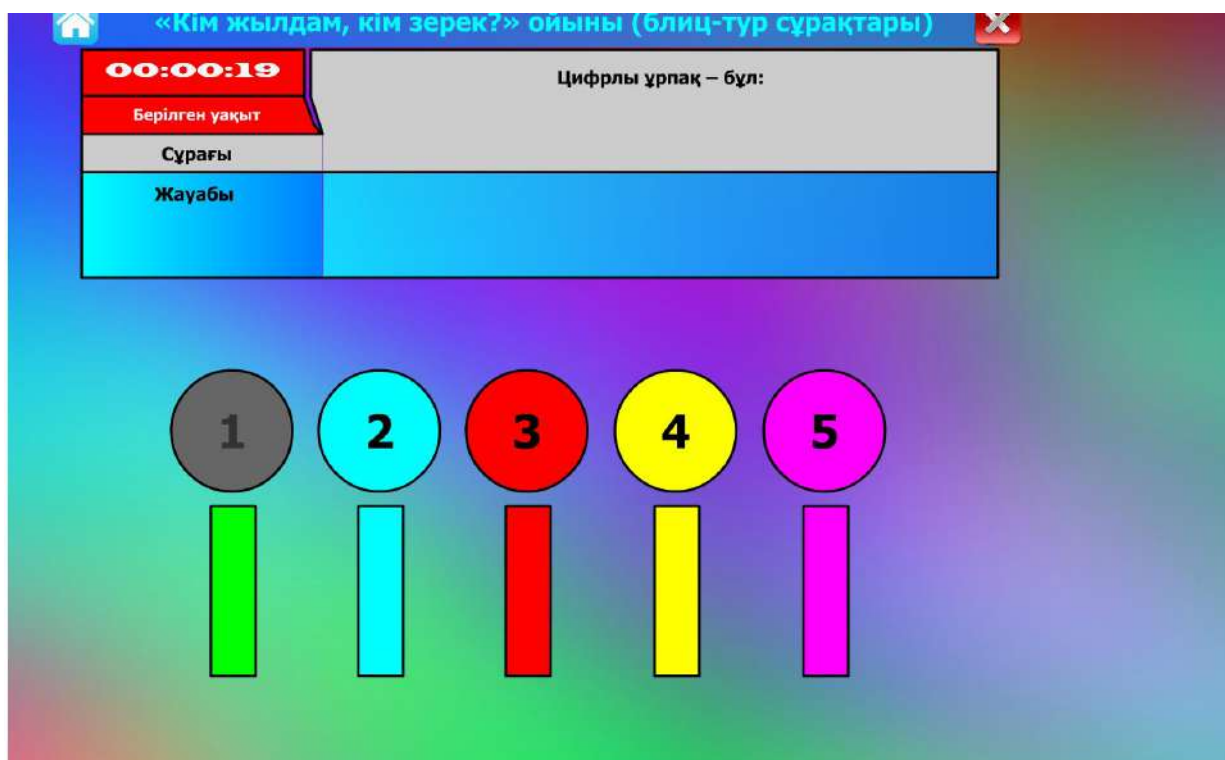 «Кім жылдам, кім зерек?» ойыны (блиц-тур сұрақтары)
00:00:19
Берілген уақыт
Цифрлы ұрпақ – бұл:
Сұрағы
Жауабы
1 2 3 4 5